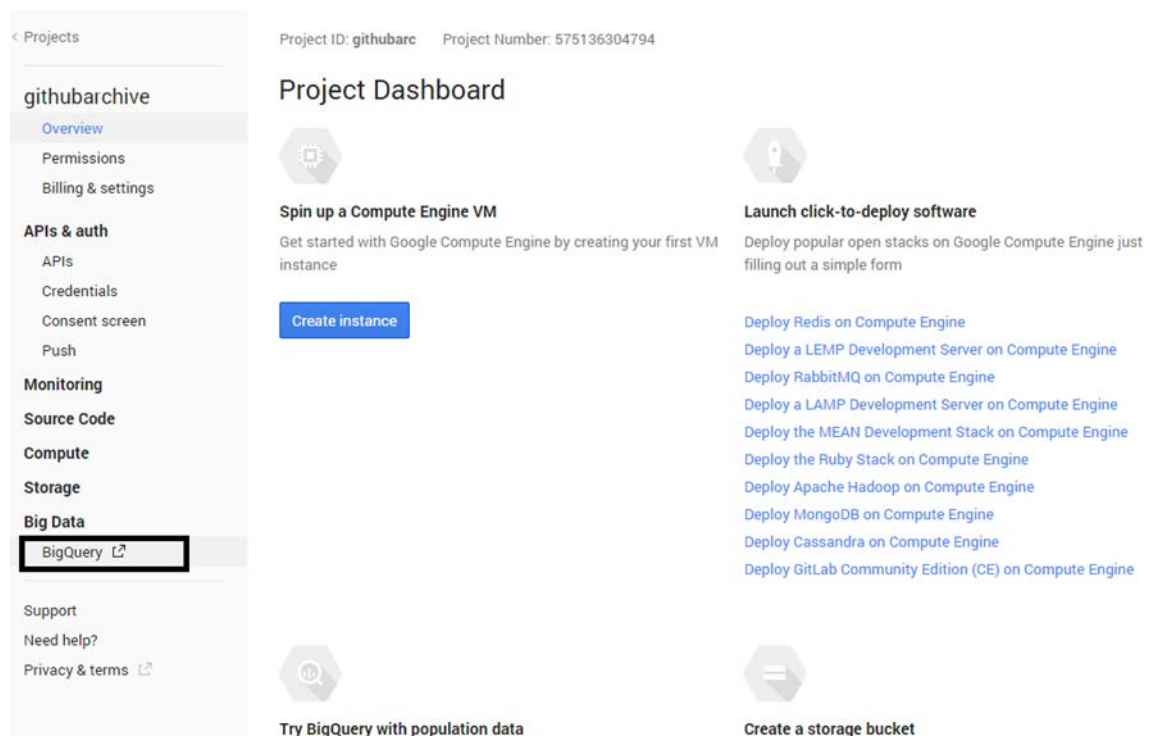 < Projects
githubarchive
Overview
Permissions
Billing & settings
APIs & auth
APIs
Credentials
Consent screen
Push
Monitoring
Source Code
Compute
Storage
Big Data
BigQuery
Support
Need help?
Privacy & terms
Project ID: githubarc Project Number: 575136304794
Project Dashboard
Spin up a Compute Engine VM
Get started with Google Compute Engine by creating your first VM
instance
Create instance
Launch click-to-deploy software
Deploy popular open stacks on Google Compute Engine just
filling out a simple form
Deploy Redis on Compute Engine
Deploy a LEMP Development Server on Compute Engine
Deploy RabbitMQ on Compute Engine
Deploy a LAMP Development Server on Compute Engine
Deploy the MEAN Development Stack on Compute Engine
Deploy the Ruby Stack on Compute Engine
Deploy Apache Hadoop on Compute Engine
Deploy MongoDB on Compute Engine
Deploy Cassandra on Compute Engine
Deploy GitLab Community Edition (CE) on Compute Engine
Try BigQuery with population data
Create a storage bucket